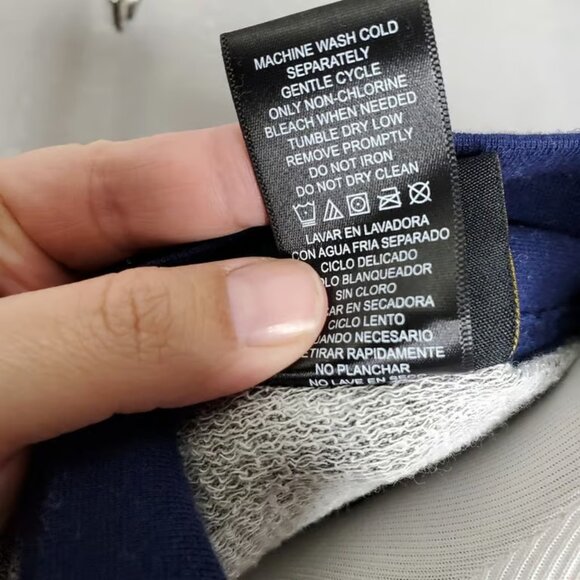 MACHINE WASH COLD
SEPARATELY
GENTLE CYCLE
ONLY NON-CHLORINE
BLEACH WHEN NEEDED
TUMBLE DRY LOW
REMOVE PROMPTLY
DO NOT IRON
DO NOT DRY CLEAN
LAVAR EN LAVADORA
CON AGUA FRIA SEPARADO
CICLO DELICADO
BLANQUEADOR
SIN CLORO
EN SECADORA
CICLO LENTO
NECESARIO
RETIRAR RAPIDAMENTE
NO PLANCHAR
NO LAVE EN